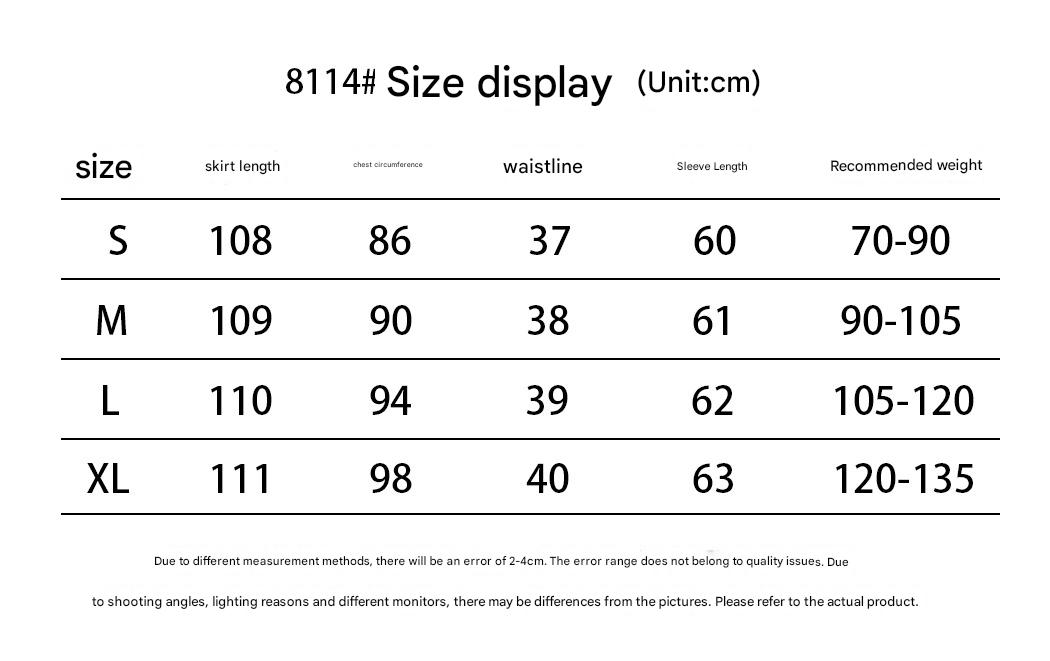 8114# Size display (Unit:cm)
size skirt length chest circumference waistline Sleeve Length Recommended weight
S 108 86 37 60 70-90
M 109 90 38 61 90-105
L 110 94 39 62 105-120
XL 111 98 40 63 120-135
Due to different measurement methods, there will be an error of 2-4cm. The error range does not belong to quality issues. Due
to shooting angles, lighting reasons and different monitors, there may be differences from the pictures. Please refer to the actual product.